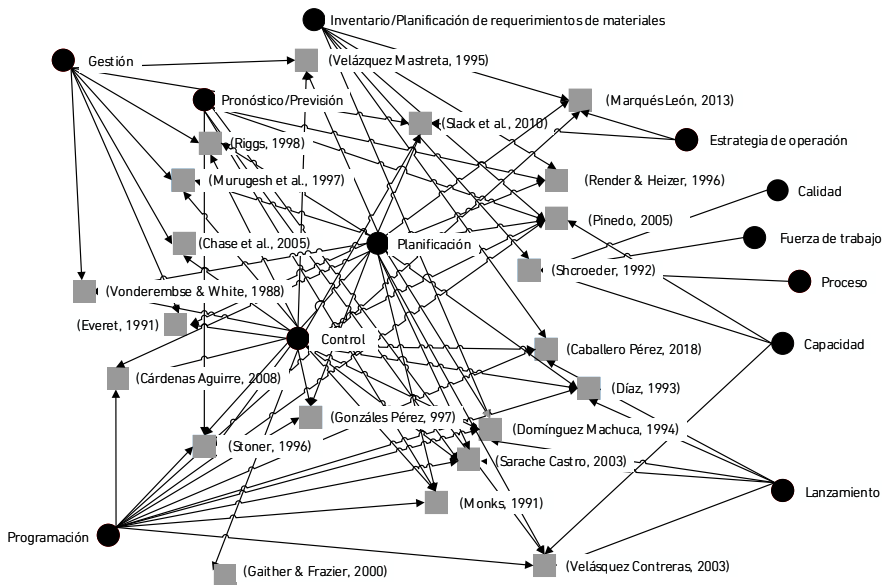 Inventario/Planificación de requerimientos de materiales
Gestión
(Velázquez Mastreta, 1995)
Pronóstico/Previsión
(Marqués León, 2013)
(Slack et al., 2010)
(Riggs, 1998)
Estrategia de operación
(Murugesh et al., 1997)
(Render & Heizer, 1996)
Calidad
(Pinedo, 2005)
(Chase et al., 2005)
Planificación
Fuerza de trabajo
(Shcroeder, 1992)
Proceso
(Vonderembse & White, 1988)
(Everet, 1991)
Control
Capacidad
(Caballero Pérez, 2018)
(Cárdenas Aguirre, 2008)
(Díaz, 1993)
(Gonzáles Pérez, 997)
(Domínguez Machuca, 1994)
(Stoner, 1996)
(Sarache Castro, 2003)
Lanzamiento
(Monks, 1991)
Programación
(Velásquez Contreras, 2003)
(Gaither & Frazier, 2000)